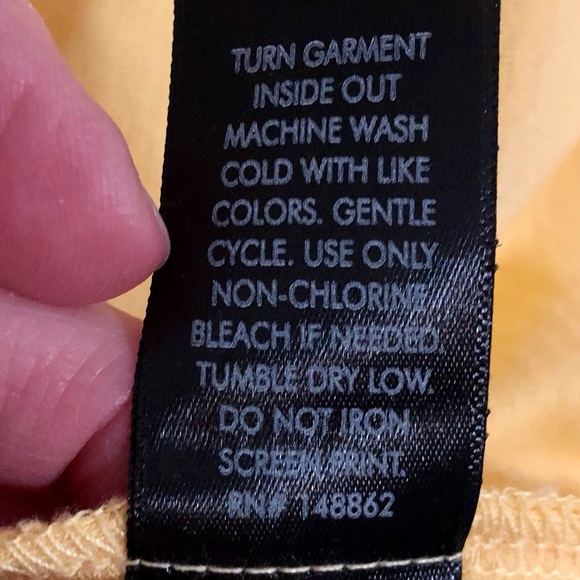 TURN GARMENT
INSIDE OUT
MACHINE WASH
COLD WITH LIKE
COLORS. GENTLE
CYCLE. USE ONLY
NON-CHLORINE
BLEACH IF NEEDED.
TUMBLE DRY LOW.
DO NOT IRON
SCREEN PRINT.
RN# 148862